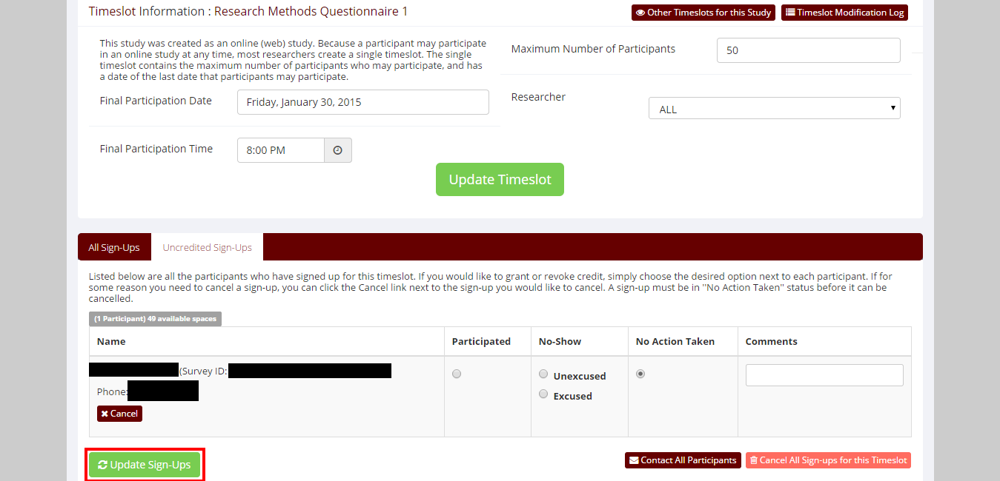 Timeslot Information : Research Methods Questionnaire 1
Other Timeslots for this Study
Timeslot Modification Log
This study was created as an online (web) study. Because a participant may participate
in an online study at any time, most researchers create a single timeslot. The single
timeslot contains the maximum number of participants who may participate, and has
a date of the last date that participants may participate.
Final Participation Date
Friday, January 30, 2015
Final Participation Time
8:00 PM
Maximum Number of Participants
50
Researcher
ALL
Update Timeslot
All Sign-Ups
Uncredited Sign-Ups
Listed below are all the participants who have signed up for this timeslot. If you would like to grant or revoke credit, simply choose the desired option next to each participant. If for
some reason you need to cancel a sign-up, you can click the Cancel link next to the sign-up you would like to cancel. A sign-up must be in "No Action Taken" status before it can be
cancelled.
(1 Participant) 49 available spaces
Name
Participated
No-Show
No Action Taken
Comments
(Survey ID:
Phone:
Cancel
Unexcused
Excused
Update Sign-Ups
Contact All Participants
Cancel All Sign-ups for this Timeslot